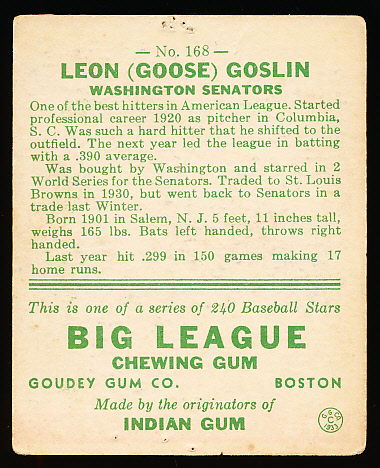 — No. 168 —
LEON (GOOSE) GOSLIN
WASHINGTON SENATORS
One of the best hitters in American League. Started
professional career 1920 as pitcher in Columbia,
S. C. Was such a hard hitter that he shifted to the
outfield. The next year led the league in batting
with a .390 average.
Was bought by Washington and starred in 2
World Series for the Senators. Traded to St. Louis
Browns in 1930, but went back to Senators in a
trade last Winter.
Born 1901 in Salem, N. J. 5 feet, 11 inches tall,
weighs 165 lbs. Bats left handed, throws right
handed.
Last year hit .299 in 150 games making 17
home runs.
This is one of a series of 240 Baseball Stars
BIG LEAGUE
CHEWING GUM
GOUDEY GUM CO. BOSTON
Made by the originators of
INDIAN GUM
G. G. CO.
C
1933